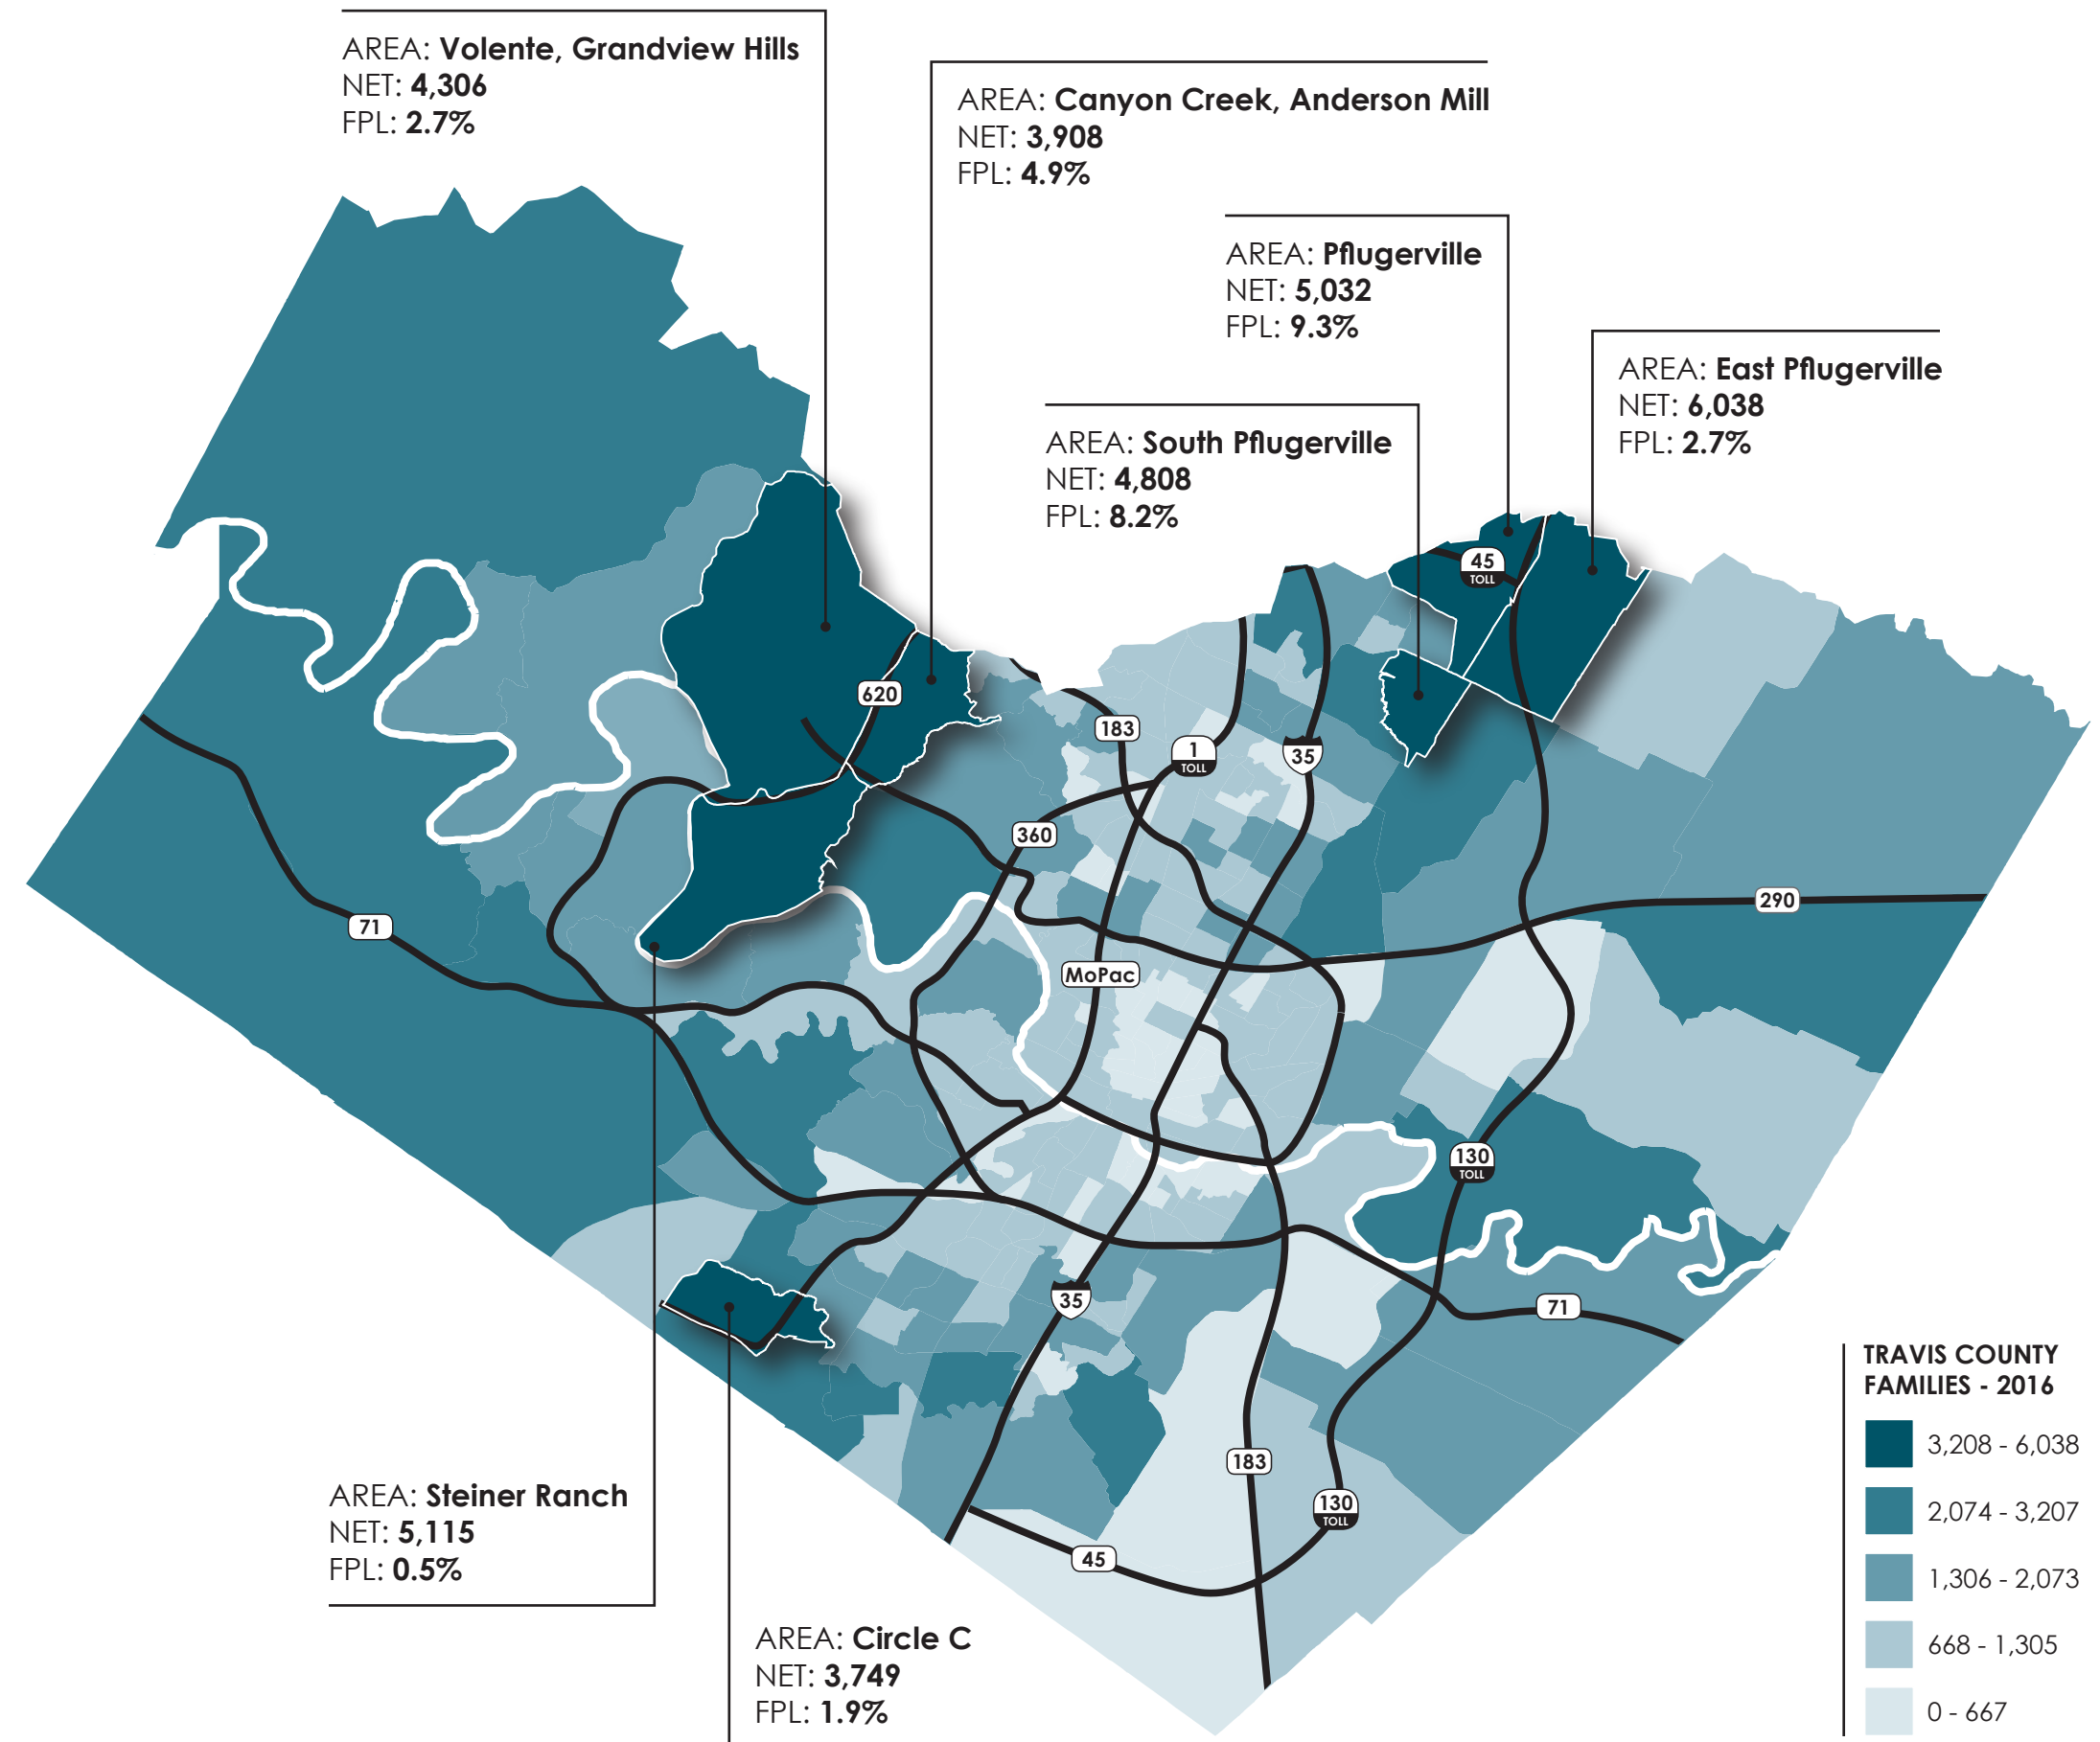 AREA: Volente, Grandview Hills
NET: 4,306
FPL: 2.7%
AREA: Canyon Creek, Anderson Mill
NET: 3,908
FPL: 4.9%
AREA: Pflugerville
NET: 5,032
FPL: 9.3%
AREA: East Pflugerville
NET: 6,038
FPL: 2.7%
AREA: South Pflugerville
NET: 4,808
FPL: 8.2%
45
TOLL
620
183
1
TOLL
35
360
290
71
MoPac
130
TOLL
35
71
183
130
TOLL
45
AREA: Steiner Ranch
NET: 5,115
FPL: 0.5%
AREA: Circle C
NET: 3,749
FPL: 1.9%
TRAVIS COUNTY
FAMILIES - 2016
3,208 - 6,038
2,074 - 3,207
1,306 - 2,073
668 - 1,305
0 - 667